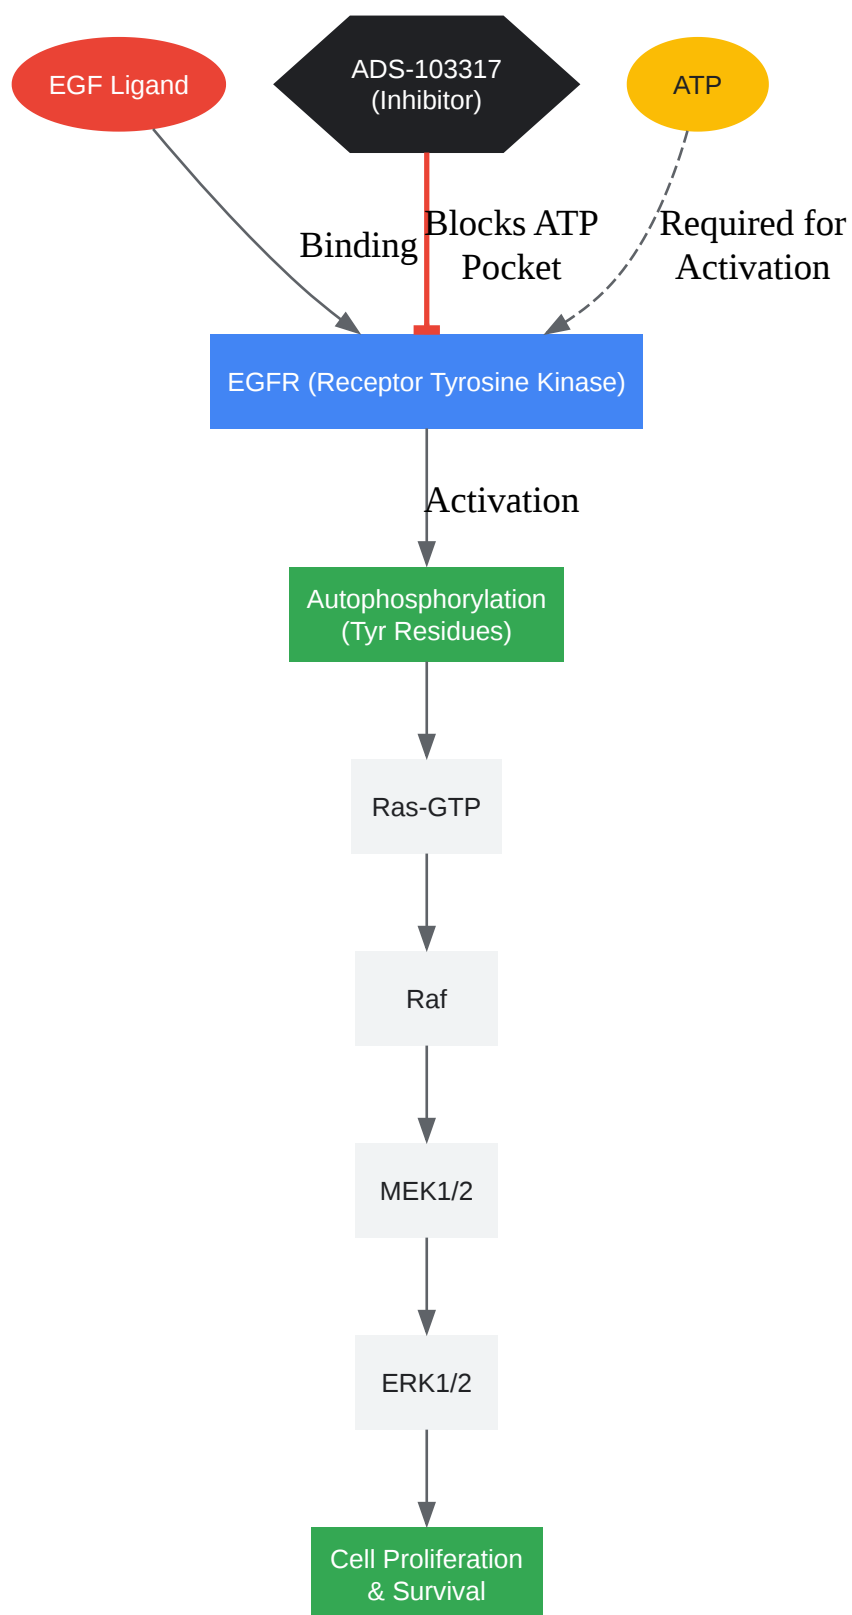 EGF Ligand
ADS-103317
(Inhibitor)
ATP
Binding
Blocks ATP
Pocket
Required for
Activation
EGFR (Receptor Tyrosine Kinase)
Activation
Autophosphorylation
(Tyr Residues)
Ras-GTP
Raf
MEK1/2
ERK1/2
Cell Proliferation
& Survival